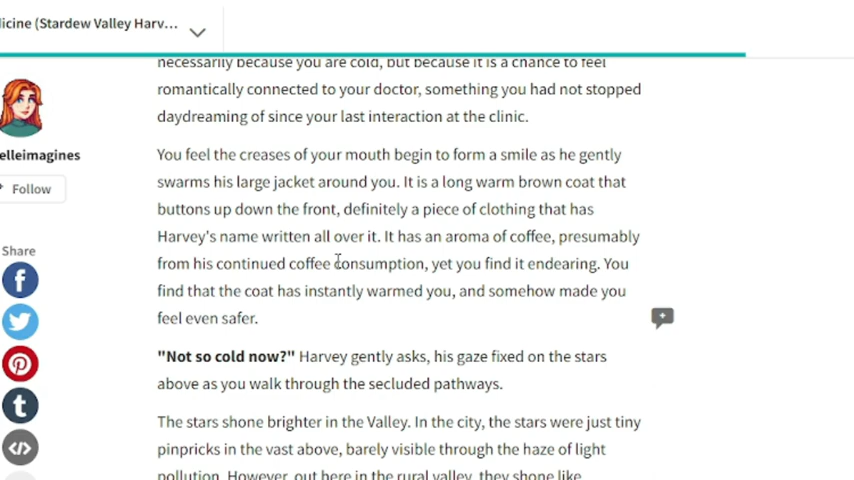 dicine (Stardew Valley Harv...
necessarily because you are cold, but because it is a chance to feel
romantically connected to your doctor, something you had not stopped
daydreaming of since your last interaction at the clinic.
elleimagines
Follow
You feel the creases of your mouth begin to form a smile as he gently
swarms his large jacket around you. It is a long warm brown coat that
buttons up down the front, definitely a piece of clothing that has
Harvey's name written all over it. It has an aroma of coffee, presumably
from his continued coffee consumption, yet you find it endearing. You
find that the coat has instantly warmed you, and somehow made you
feel even safer.
Share
"Not so cold now?" Harvey gently asks, his gaze fixed on the stars
above as you walk through the secluded pathways.
The stars shone brighter in the Valley. In the city, the stars were just tiny
pinpricks in the vast above, barely visible through the haze of light
pollution. However, out here in the rural valley, they shone like